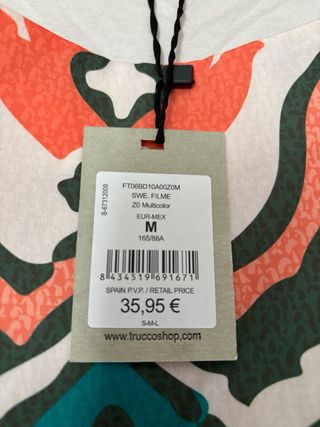 FT06BD10A00Z0M
SWE. FILME
Z0 Multicolor
EUR-MEX
M
165/88A
8 434519 691671
SPAIN P.V.P. / RETAIL PRICE
35,95 €
S-M-L
www.truccoshop.com
B-67312009